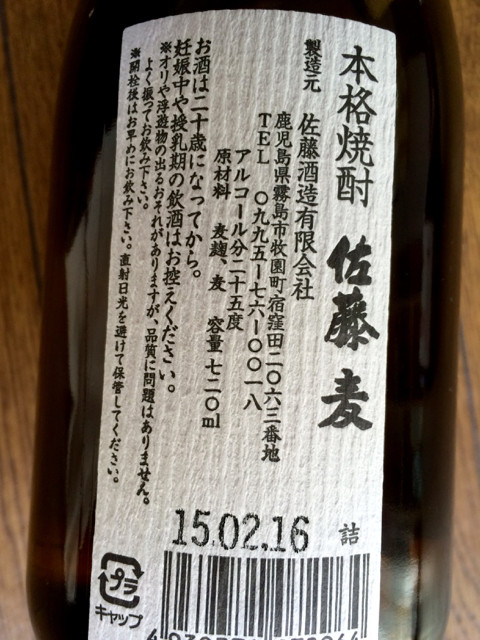 本格焼酎 佐藤 麦
製造元 佐藤酒造有限会社
鹿児島県霧島市牧園町宿窪田二〇六三番地
TEL 〇九九五-七六-〇〇一八
アルコール分二十五度
原材料 麦麹、麦 容量 七二〇ml
お酒は二十歳になってから。
妊娠中や授乳期の飲酒はお控えください。
※オリや浮遊物の出るおそれがありますが、品質に問題はありません。
よく振ってお飲み下さい。
※開栓後はお早めにお飲み下さい。直射日光を避けて保管してください。
15.02.16 詰
プラ
キャップ